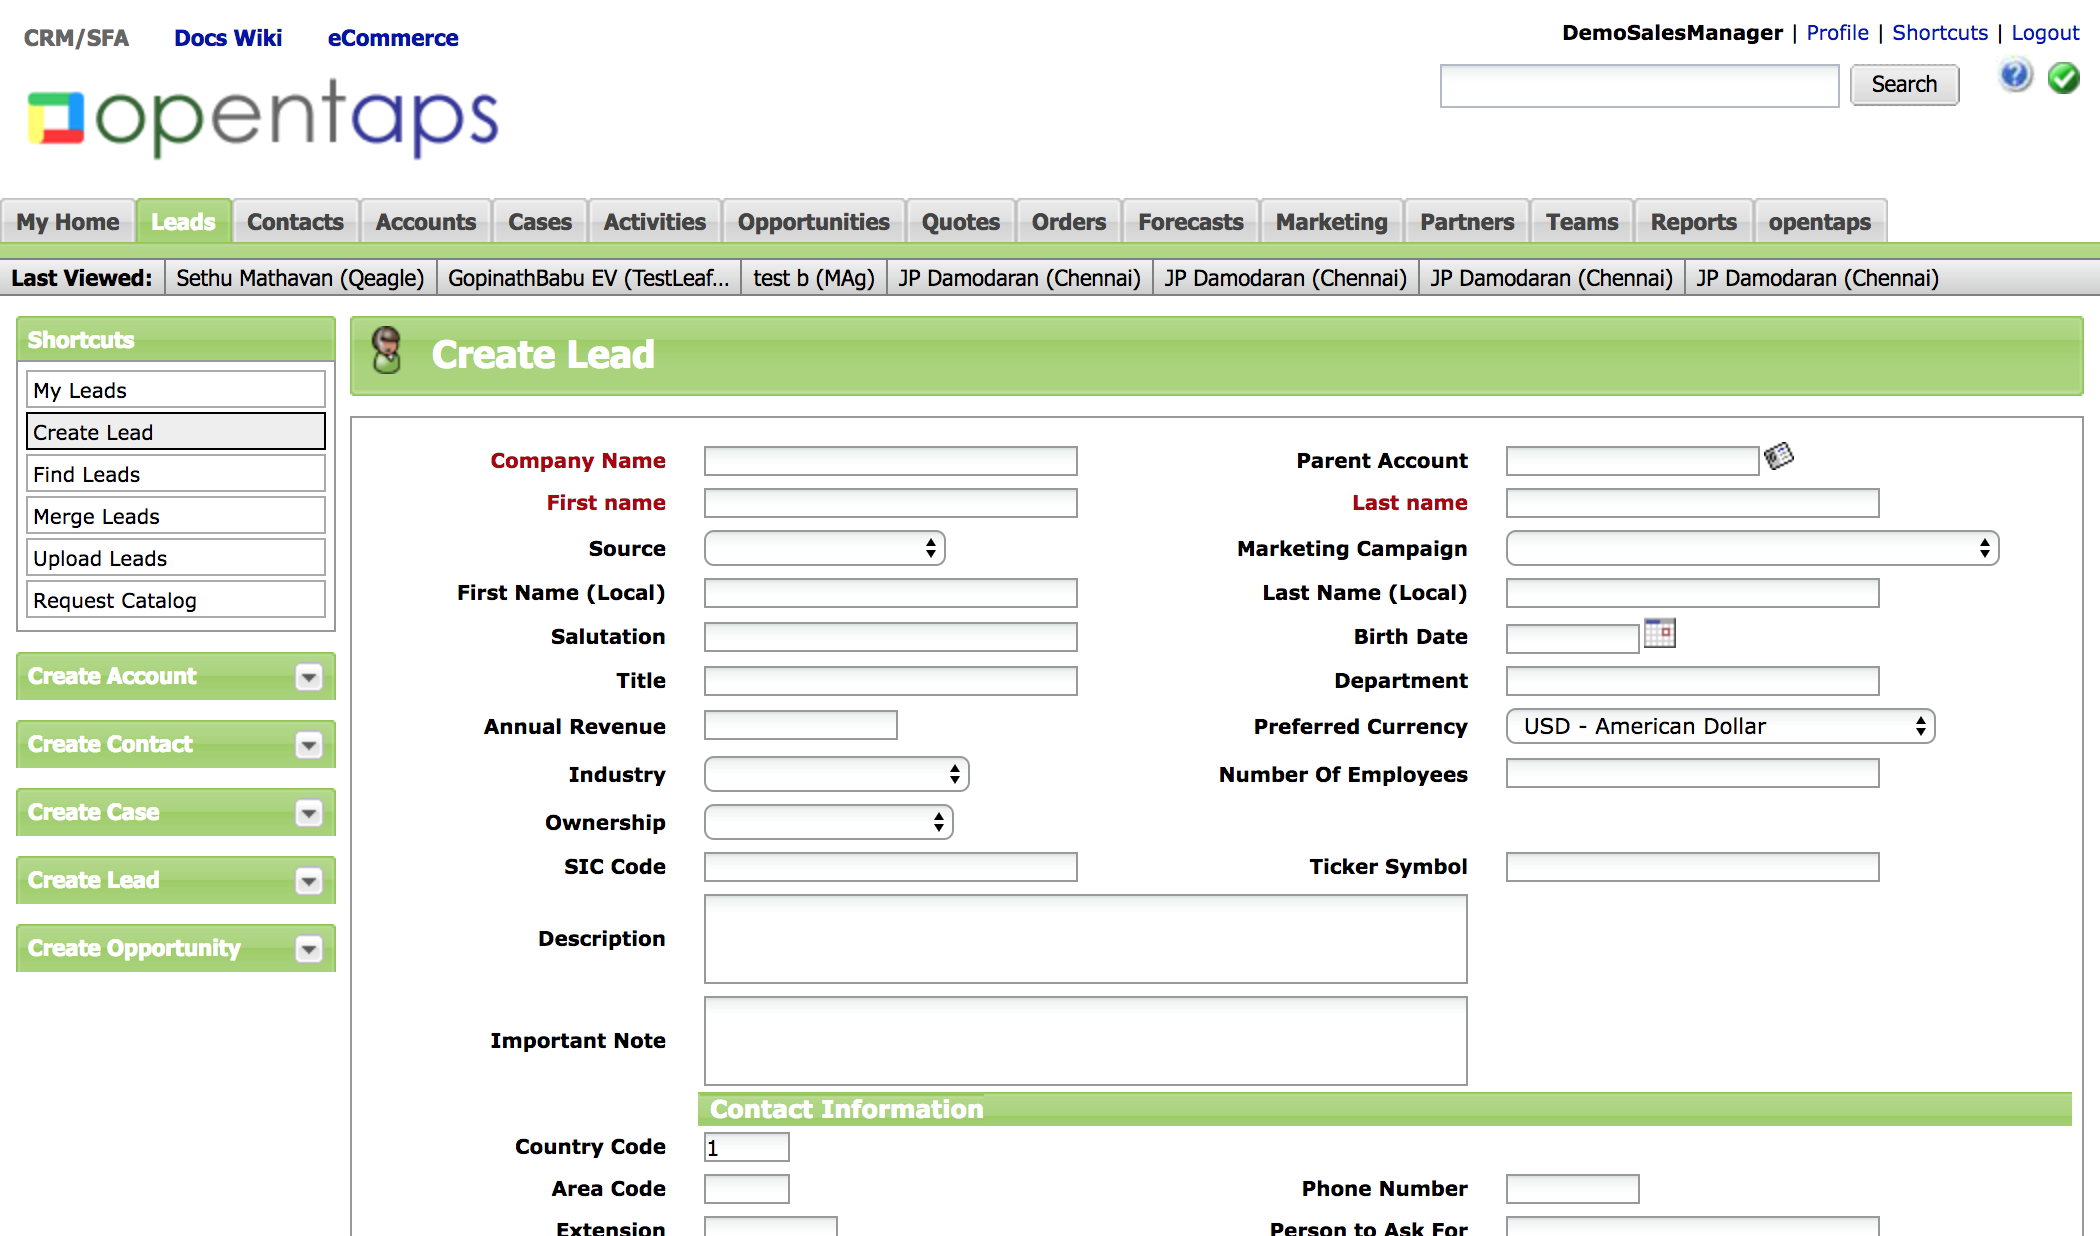 CRM/SFA Docs Wiki eCommerce
DemoSalesManager | Profile | Shortcuts | Logout
Search
opentaps
My Home Leads Contacts Accounts Cases Activities Opportunities Quotes Orders Forecasts Marketing Partners Teams Reports opentaps
Last Viewed: Sethu Mathavan (Qeagle) GopinathBabu EV (TestLeaf... test b (MAg) JP Damodaran (Chennai) JP Damodaran (Chennai) JP Damodaran (Chennai) JP Damodaran (Chennai)
Shortcuts
My Leads
Create Lead
Find Leads
Merge Leads
Upload Leads
Request Catalog
Create Account
Create Contact
Create Case
Create Lead
Create Opportunity
Create Lead
Company Name Parent Account
First name Last name
Source Marketing Campaign
First Name (Local) Last Name (Local)
Salutation Birth Date
Title Department
Annual Revenue Preferred Currency USD - American Dollar
Industry Number Of Employees
Ownership
SIC Code Ticker Symbol
Description
Important Note
Contact Information
Country Code 1
Area Code Phone Number
Extension Person to Ask For